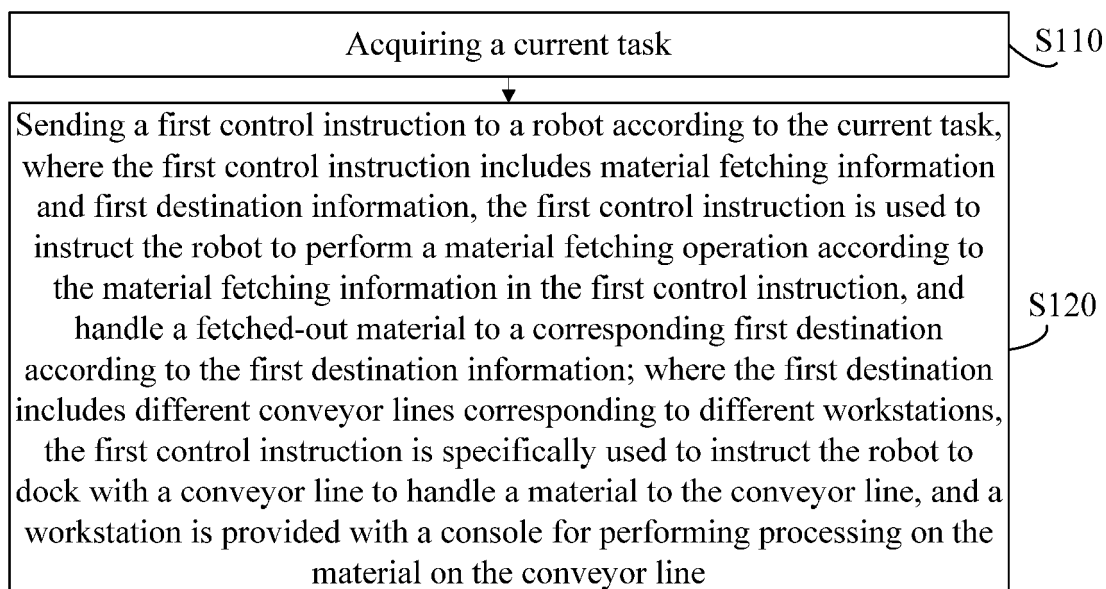 Acquiring a current task
S110
Sending a first control instruction to a robot according to the current task,
where the first control instruction includes material fetching information
and first destination information, the first control instruction is used to
instruct the robot to perform a material fetching operation according to
the material fetching information in the first control instruction, and
handle a fetched-out material to a corresponding first destination
according to the first destination information; where the first destination
includes different conveyor lines corresponding to different workstations,
the first control instruction is specifically used to instruct the robot to
dock with a conveyor line to handle a material to the conveyor line, and a
workstation is provided with a console for performing processing on the
material on the conveyor line
S120